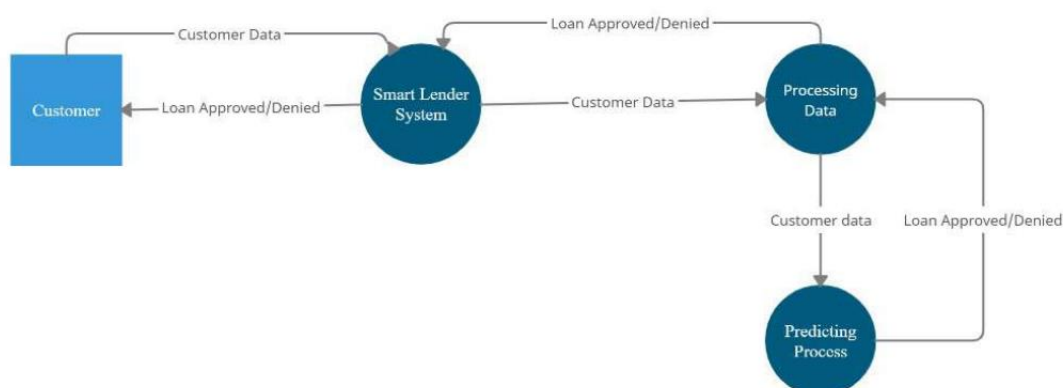 Loan Approved/Denied
Customer Data
Customer
Loan Approved/Denied
Smart Lender
System
Customer Data
Processing
Data
Customer data
Loan Approved/Denied
Predicting
Process